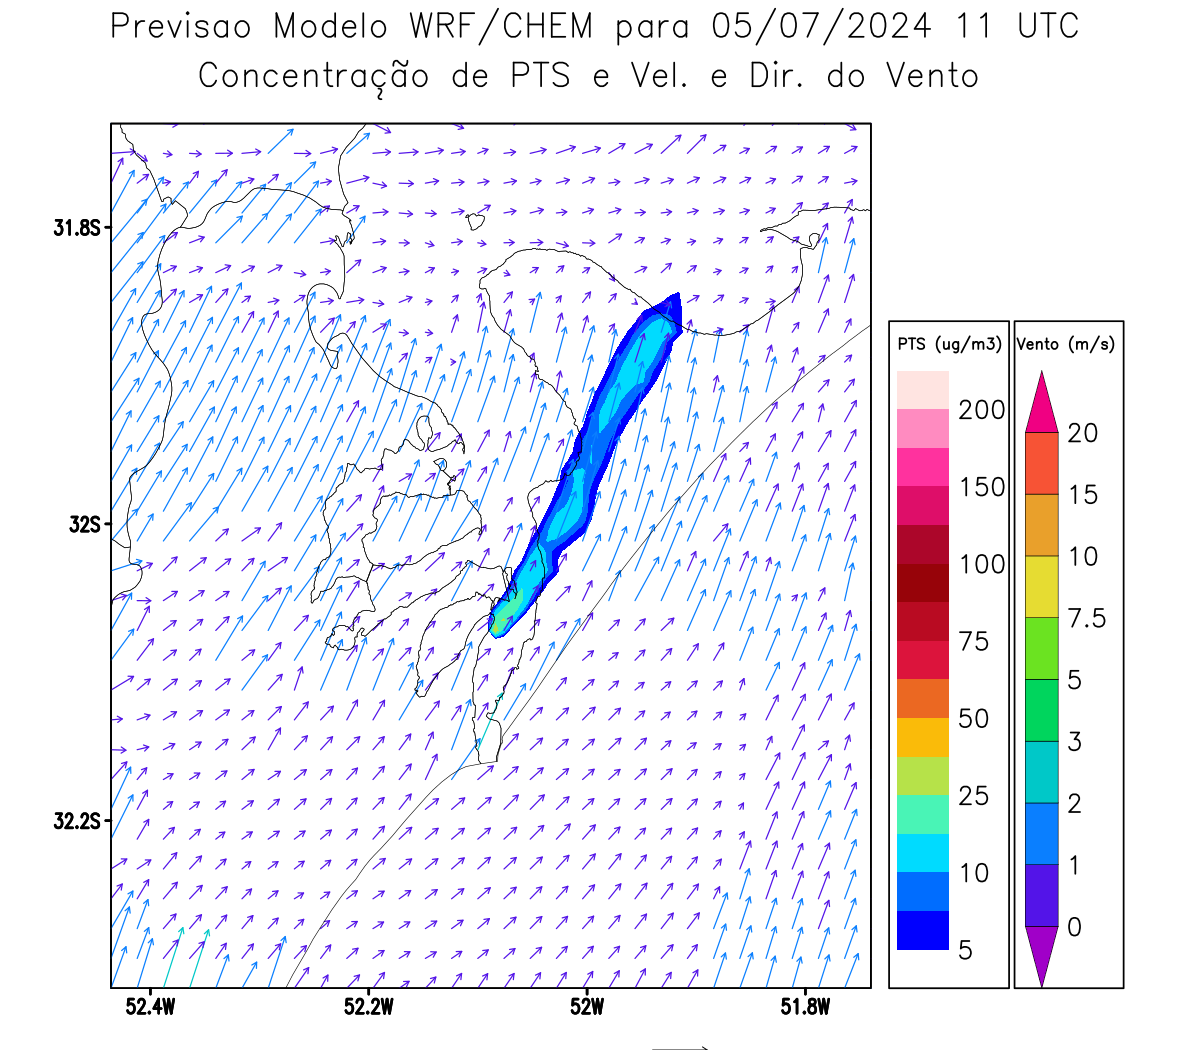 Previsao Modelo WRF/CHEM para 05/07/2024 11 UTC
Concentração de PTS e Vel. e Dir. do Vento
31.8S
32S
32.2S
52.4W
52.2W
52W
51.8W
PTS (ug/m3)
200
150
100
75
50
25
10
5
Vento (m/s)
20
15
10
7.5
5
3
2
1
0